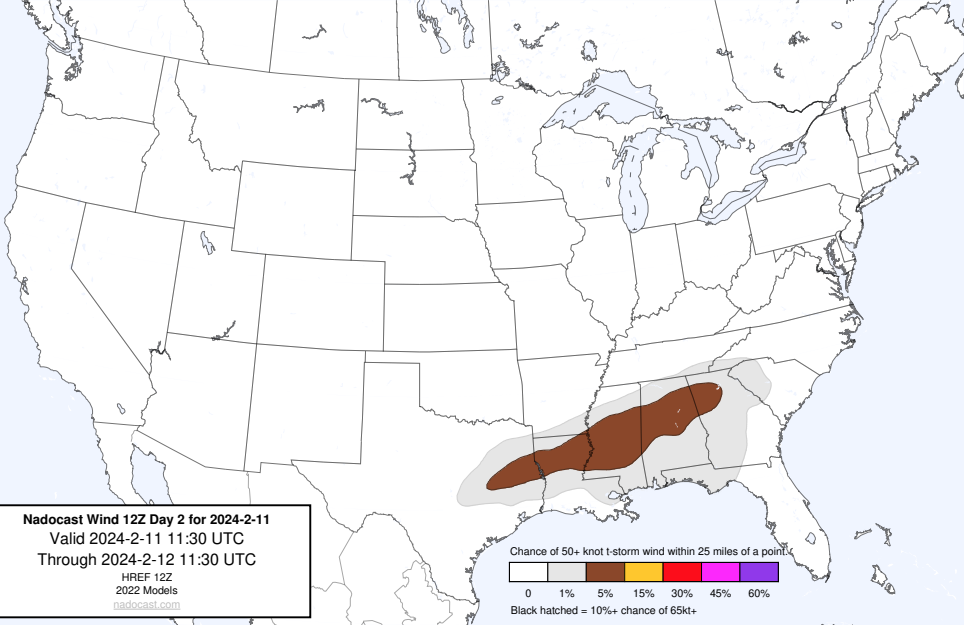 Nadocast Wind 12Z Day 2 for 2024-2-11
Valid 2024-2-11 11:30 UTC
Through 2024-2-12 11:30 UTC
HREF 12Z
2022 Models
nadocast.com
Chance of 50+ knot t-storm wind within 25 miles of a point.
0 1% 5% 15% 30% 45% 60%
Black hatched = 10%+ chance of 65kt+